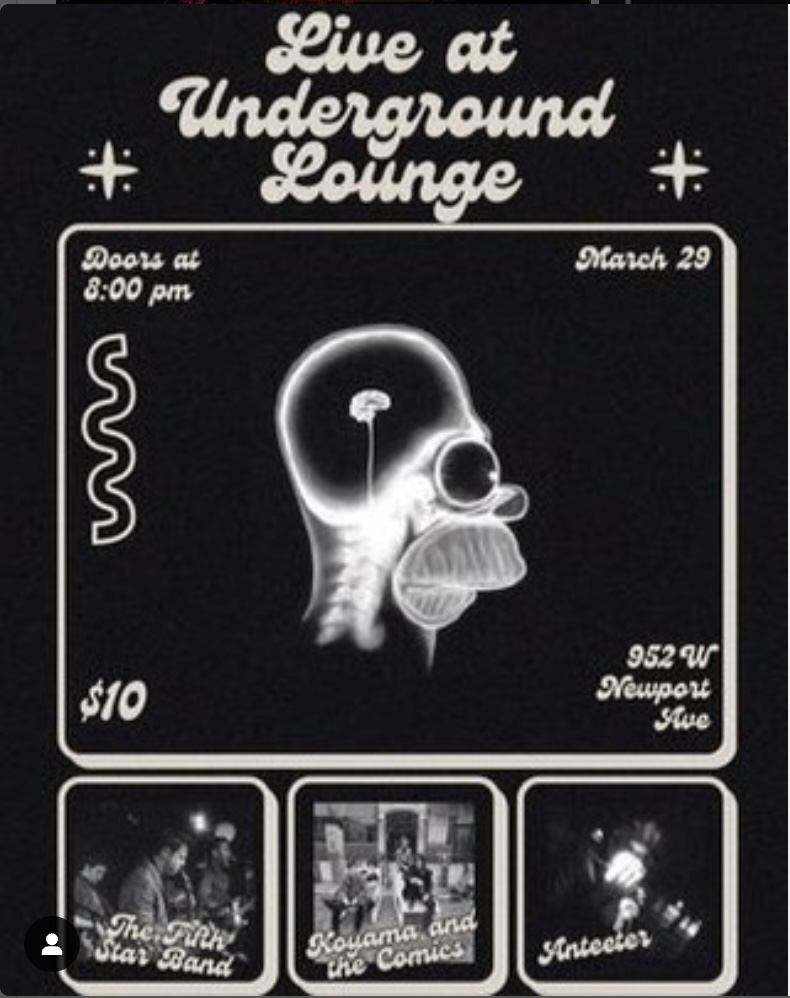 Live at
Underground
Lounge
Doors at
8:00 pm
March 29
$10
952 W
Newport
Ave
The Fifth
Star Band
Koyama and
the Comics
Anteeter